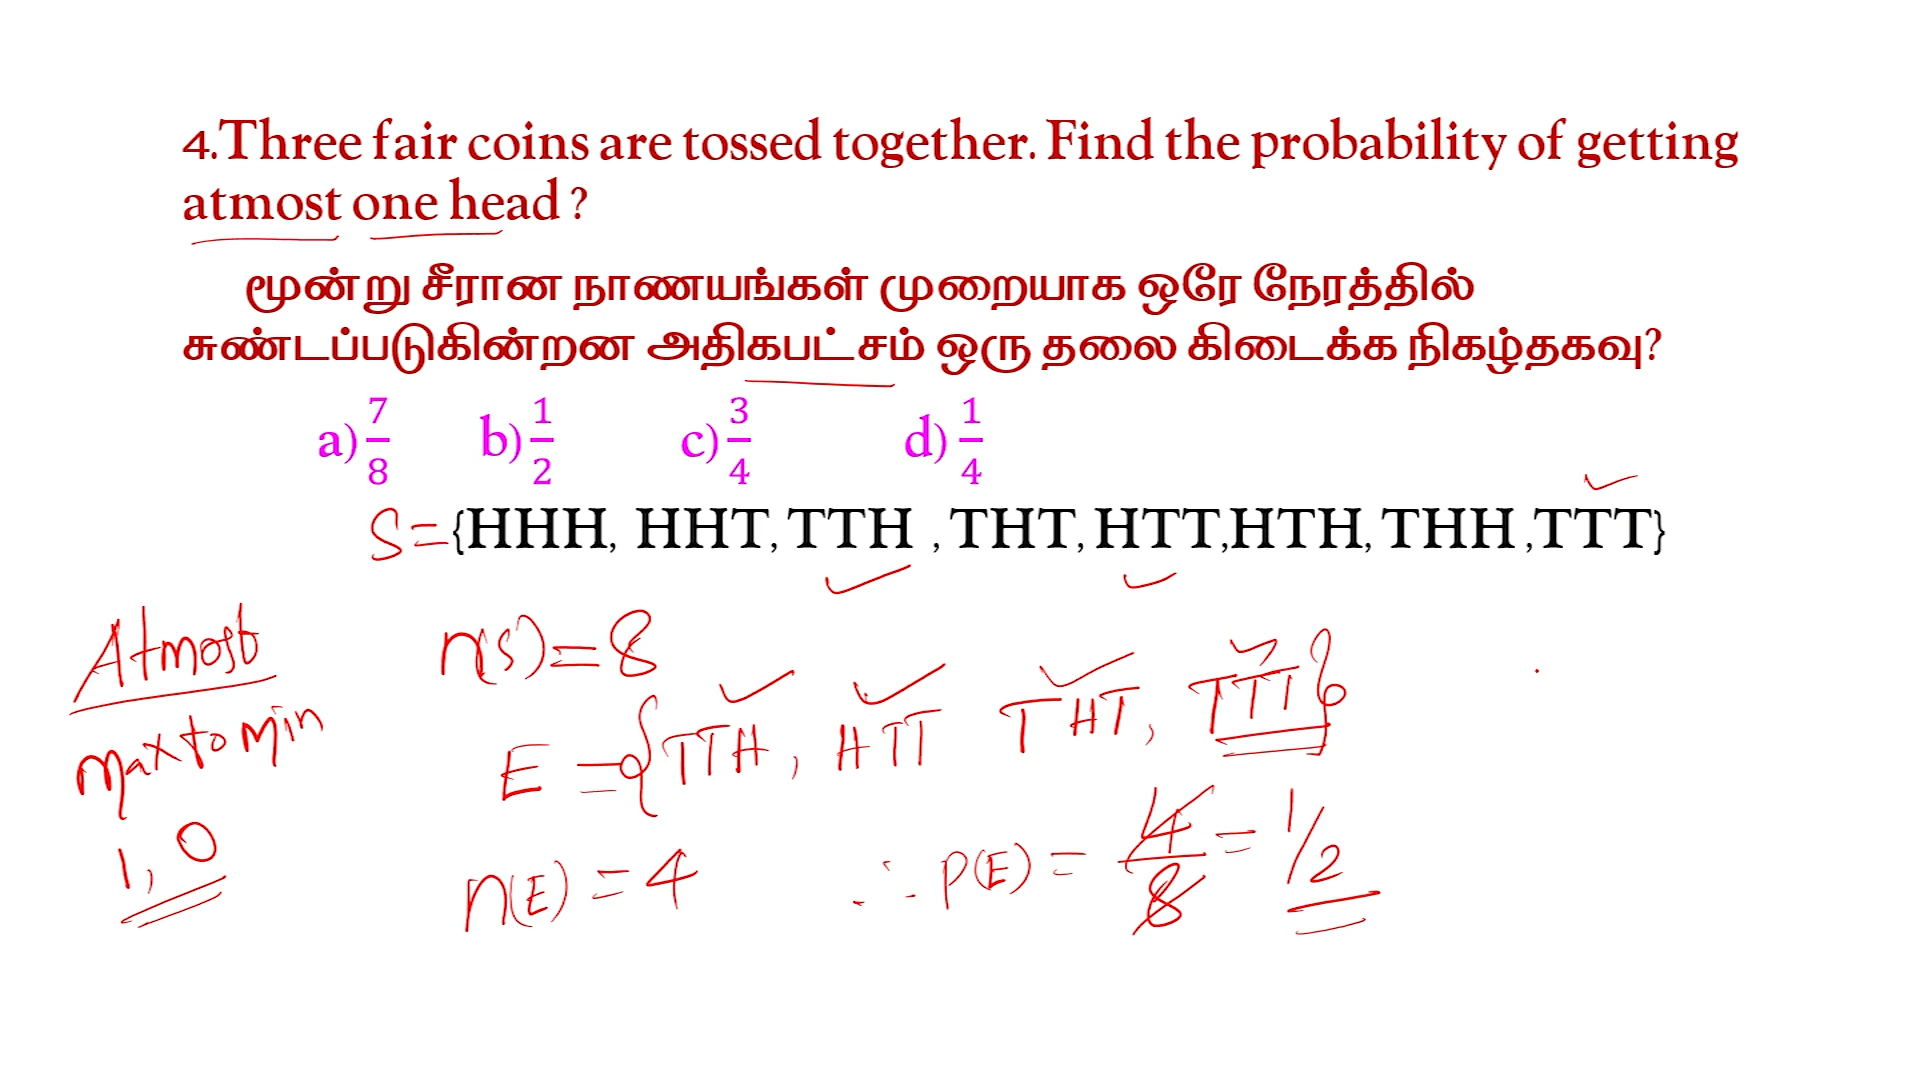 4.Three fair coins are tossed together. Find the probability of getting
atmost one head ?
மூன்று சீரான நாணயங்கள் முறையாக ஒரே நேரத்தில்
சுண்டப்படுகின்றன அதிகபட்சம் ஒரு தலை கிடைக்க நிகழ்தகவு?
a) 7/8 b) 1/2 c) 3/4 d) 1/4
S = {HHH, HHT, TTH , THT, HTT,HTH, THH ,TTT}
Atmost
max to min
1, 0
n(S) = 8
E = {TTH, HTT THT, TTT}
n(E) = 4 ∴ P(E) = 4/8 = 1/2